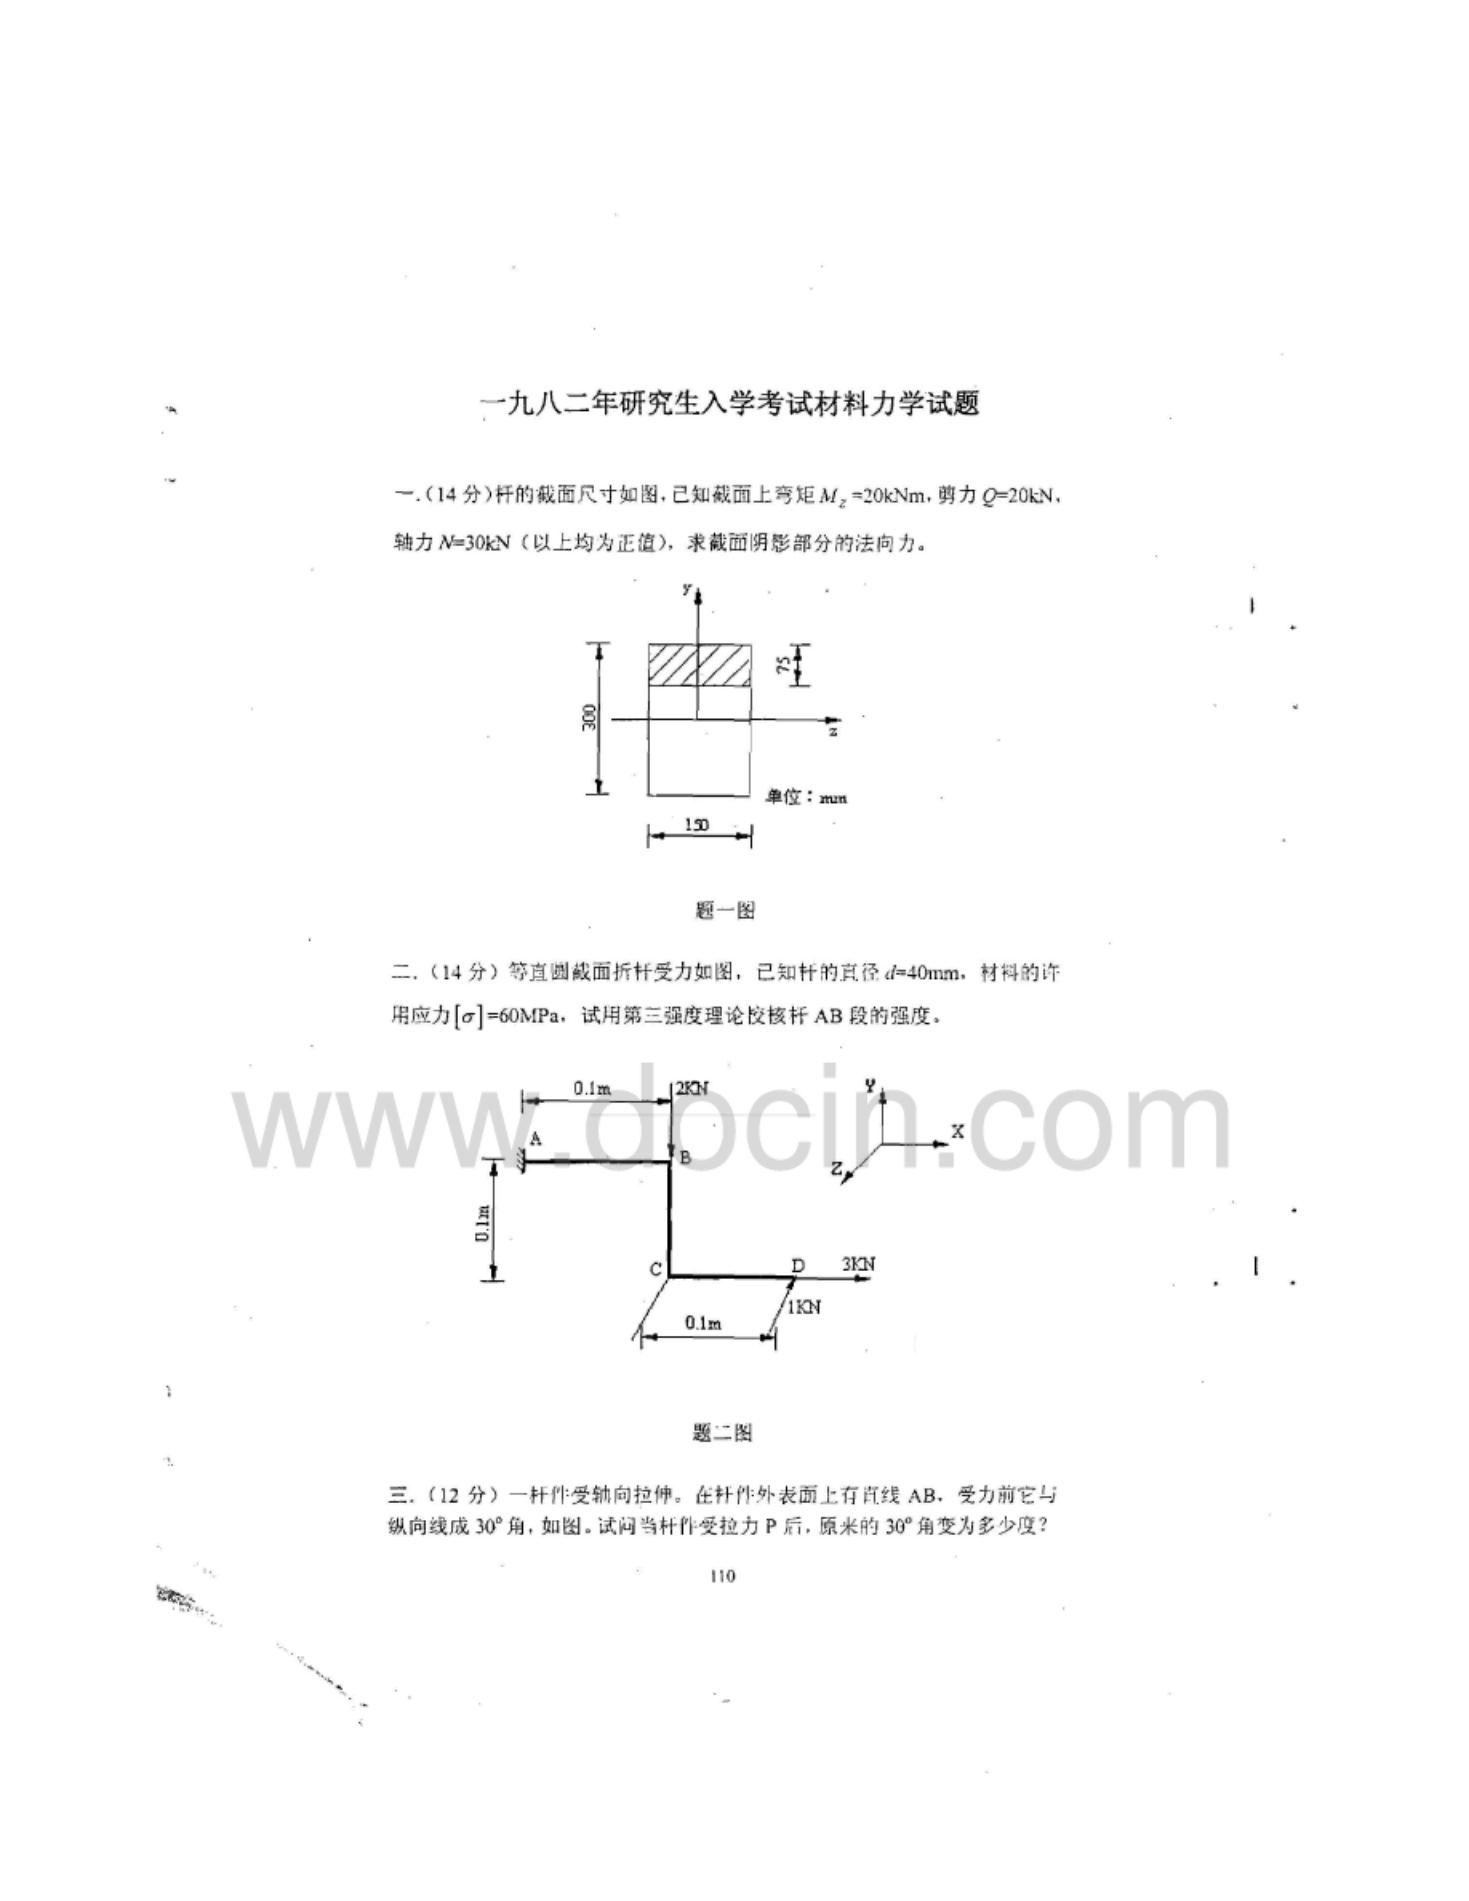 一九八二年研究生入学考试材料力学试题
一.(14 分)杆的截面尺寸如图,已知截面上弯矩 M_z =20kNm, 剪力 Q=20kN,
轴力 N=30kN(以上均为正值), 求截面阴影部分的法向力。
y
75
300
z
单位:mm
150
题一图
二.(14 分)等直圆截面折杆受力如图, 已知杆的直径 d=40mm, 材料的许
用应力[σ]=60MPa, 试用第三强度理论校核杆 AB 段的强度。
www.docin.com
0.1m
2KN
Y
A
X
B
Z
0.1m
C
D
3KN
1KN
0.1m
题二图
三.(12 分)一杆件受轴向拉伸。在杆件外表面上有直线 AB, 受力前它与
纵向线成 30°角, 如图。试问当杆件受拉力 P 后, 原来的 30°角变为多少度?
110